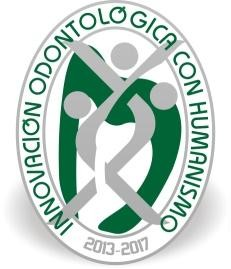 INNOVACIÓN ODONTOLÓGICA CON HUMANISMO
2013-2017